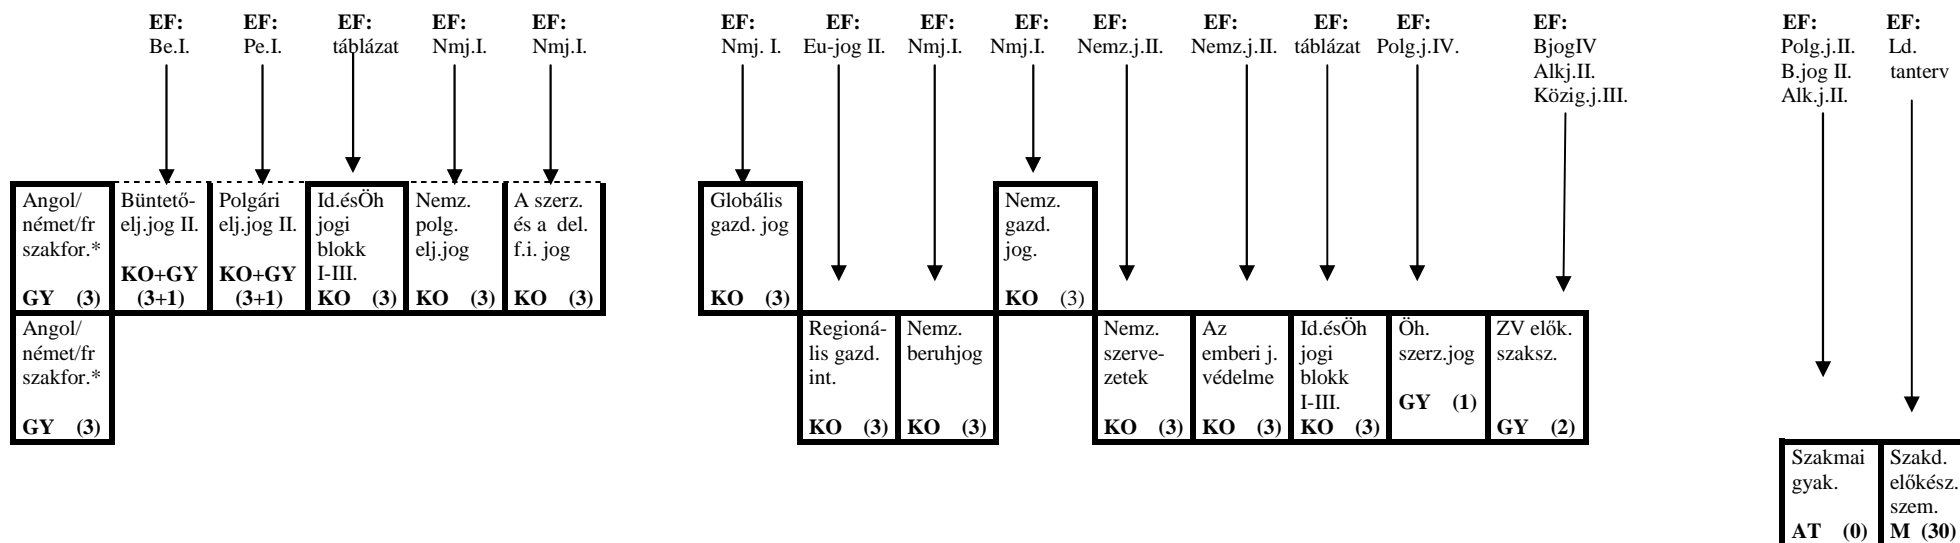 EF: EF: EF: EF: EF: EF: EF: EF: EF: EF: EF: EF: EF: EF: EF: EF:
Be.I. Pe.I. táblázat Nmj.I. Nmj.I. Nmj. I. Eu-jog II. Nmj.I. Nmj.I. Nemz.j.II. Nemz.j.II. táblázat Polg.j.IV. BjogIV Polg.j.II. Ld.
Alkj.II. B.jog II. tanterv
Közig.j.III. Alk.j.II.
Angol/
német/fr
szakfor.*
GY (3)
Büntető-
elj.jog II.
KO+GY
(3+1)
Polgári
elj.jog II.
KO+GY
(3+1)
Id.ésÖh
jogi
blokk
I-III.
KO (3)
Nemz.
polg.
elj.jog
KO (3)
A szerz.
és a del.
f.i. jog
KO (3)
Globális
gazd. jog
KO (3)
Nemz.
gazd.
jog.
KO (3)
Angol/
német/fr
szakfor.*
GY (3)
Regioná-
lis gazd.
int.
KO (3)
Nemz.
beruhjog
KO (3)
Nemz.
szerve-
zetek
KO (3)
Az
emberi j.
védelme
KO (3)
Id.ésÖh
jogi
blokk
I-III.
KO (3)
Öh.
szerz.jog
GY (1)
ZV elők.
szaksz.
GY (2)
Szakmai
gyak.
AT (0)
Szakd.
előkész.
szem.
M (30)